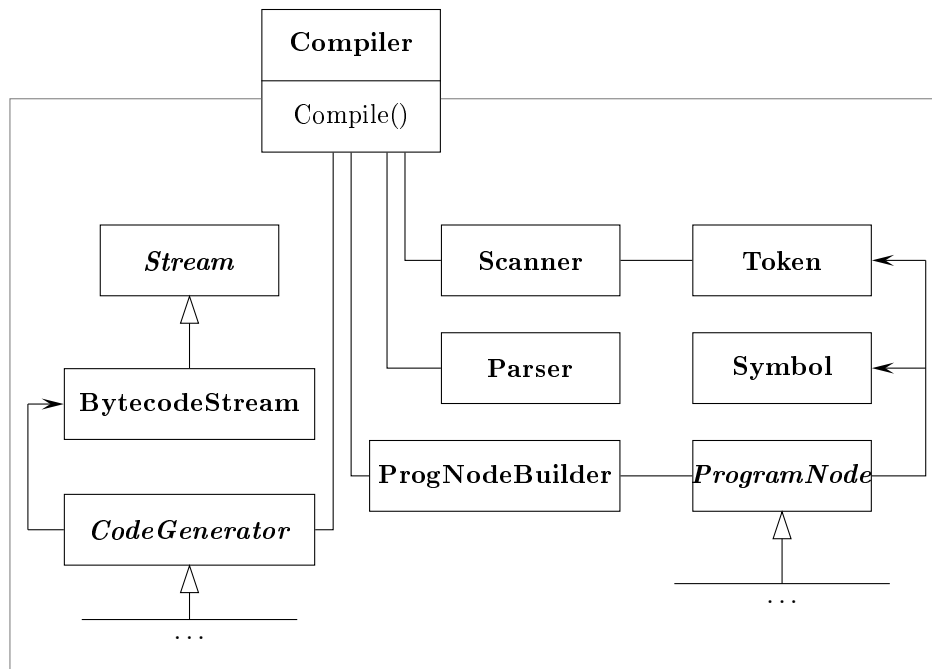 Compiler
Compile()
Stream
Scanner
Token
Parser
Symbol
BytecodeStream
ProgNodeBuilder
ProgramNode
CodeGenerator
...
...